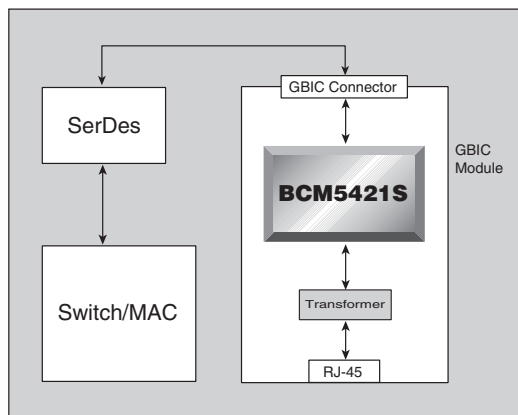 GBIC Connector
SerDes
GBIC
Module
BCM5421S
Switch/MAC
Transformer
RJ-45